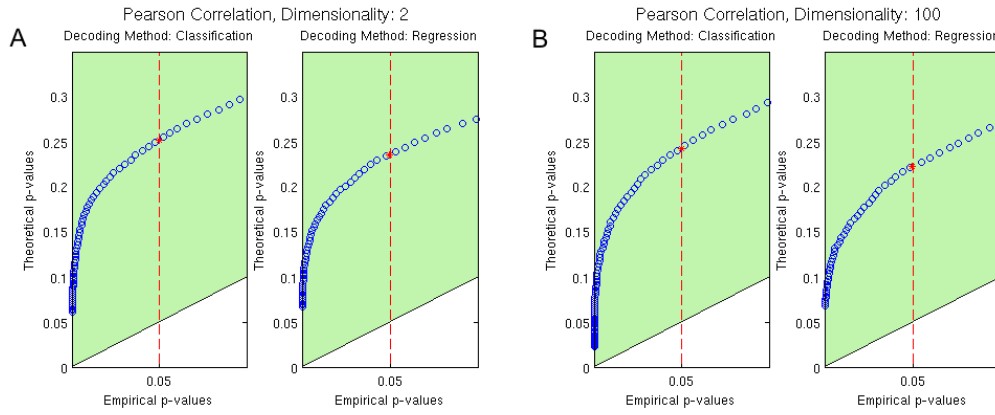 Pearson Correlation, Dimensionality: 2
A
Decoding Method: Classification
Decoding Method: Regression
0.3
0.25
0.2
0.15
0.1
0.05
0
Theoretical p-values
0.05
Empirical p-values
0.3
0.25
0.2
0.15
0.1
0.05
0
Theoretical p-values
0.05
Empirical p-values
Pearson Correlation, Dimensionality: 100
B
Decoding Method: Classification
Decoding Method: Regression
0.3
0.25
0.2
0.15
0.1
0.05
0
Theoretical p-values
0.05
Empirical p-values
0.3
0.25
0.2
0.15
0.1
0.05
0
Theoretical p-values
0.05
Empirical p-values